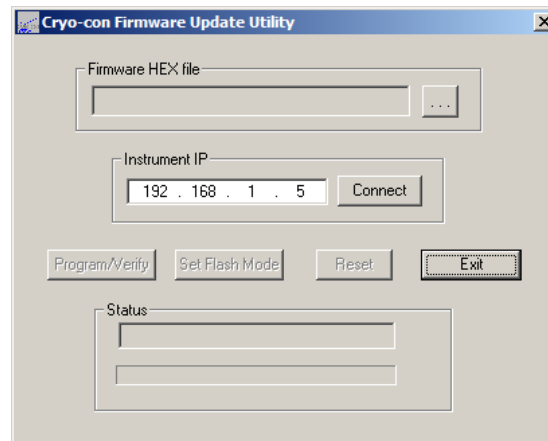 Cryo-con Firmware Update Utility
Firmware HEX file
...
Instrument IP
192 . 168 . 1 . 5 Connect
Program/Verify Set Flash Mode Reset Exit
Status